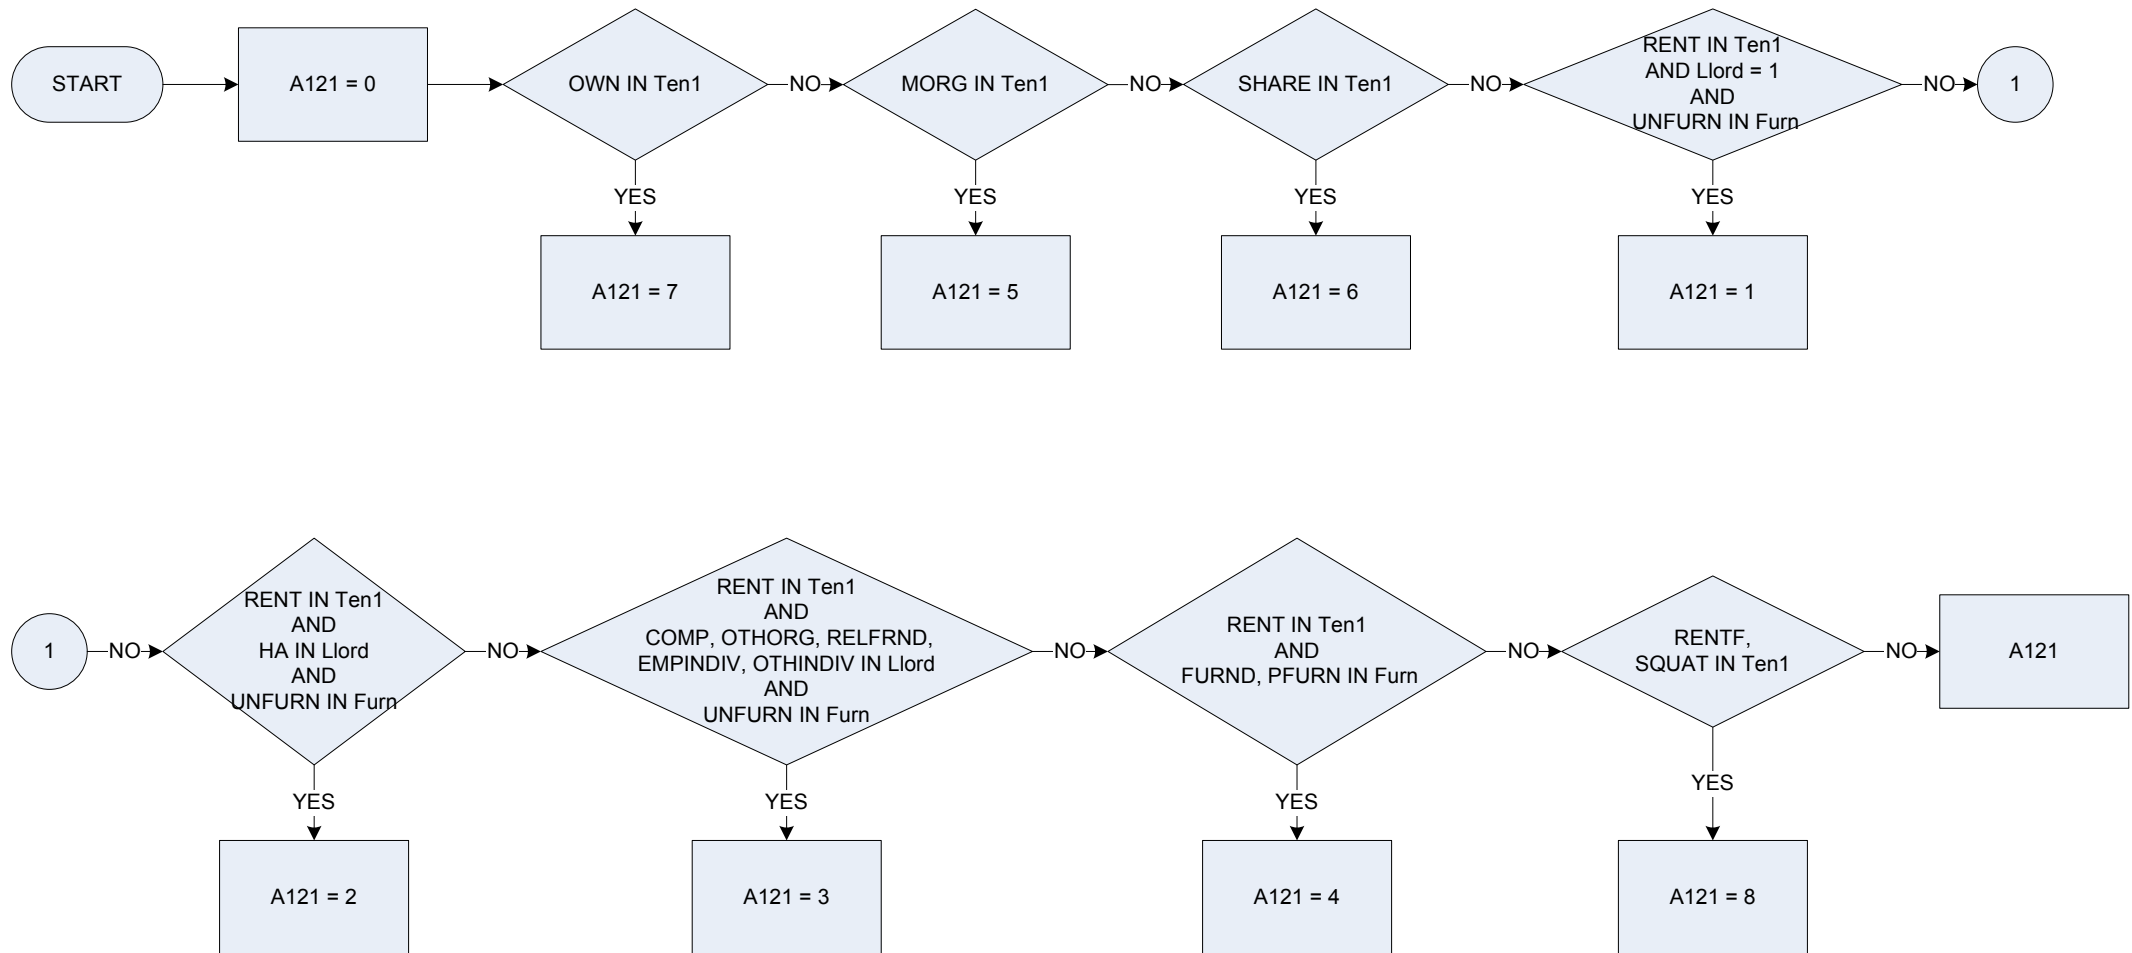 START
A121 = 0
OWN IN Ten1
NO
MORG IN Ten1
NO
SHARE IN Ten1
NO
RENT IN Ten1
AND Llord = 1
AND
UNFURN IN Furn
NO
1
YES
YES
YES
YES
A121 = 7
A121 = 5
A121 = 6
A121 = 1
1
NO
RENT IN Ten1
AND
HA IN Llord
AND
UNFURN IN Furn
NO
RENT IN Ten1
AND
COMP, OTHORG, RELFRND,
EMPINDIV, OTHINDIV IN Llord
AND
UNFURN IN Furn
NO
RENT IN Ten1
AND
FURND, PFURN IN Furn
NO
RENTF,
SQUAT IN Ten1
NO
A121
YES
YES
YES
YES
A121 = 2
A121 = 3
A121 = 4
A121 = 8